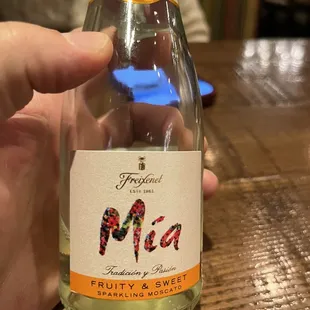 Freixenet
ESTD 1861
Mía
Tradición y Pasión
FRUITY & SWEET
SPARKLING MOSCATO